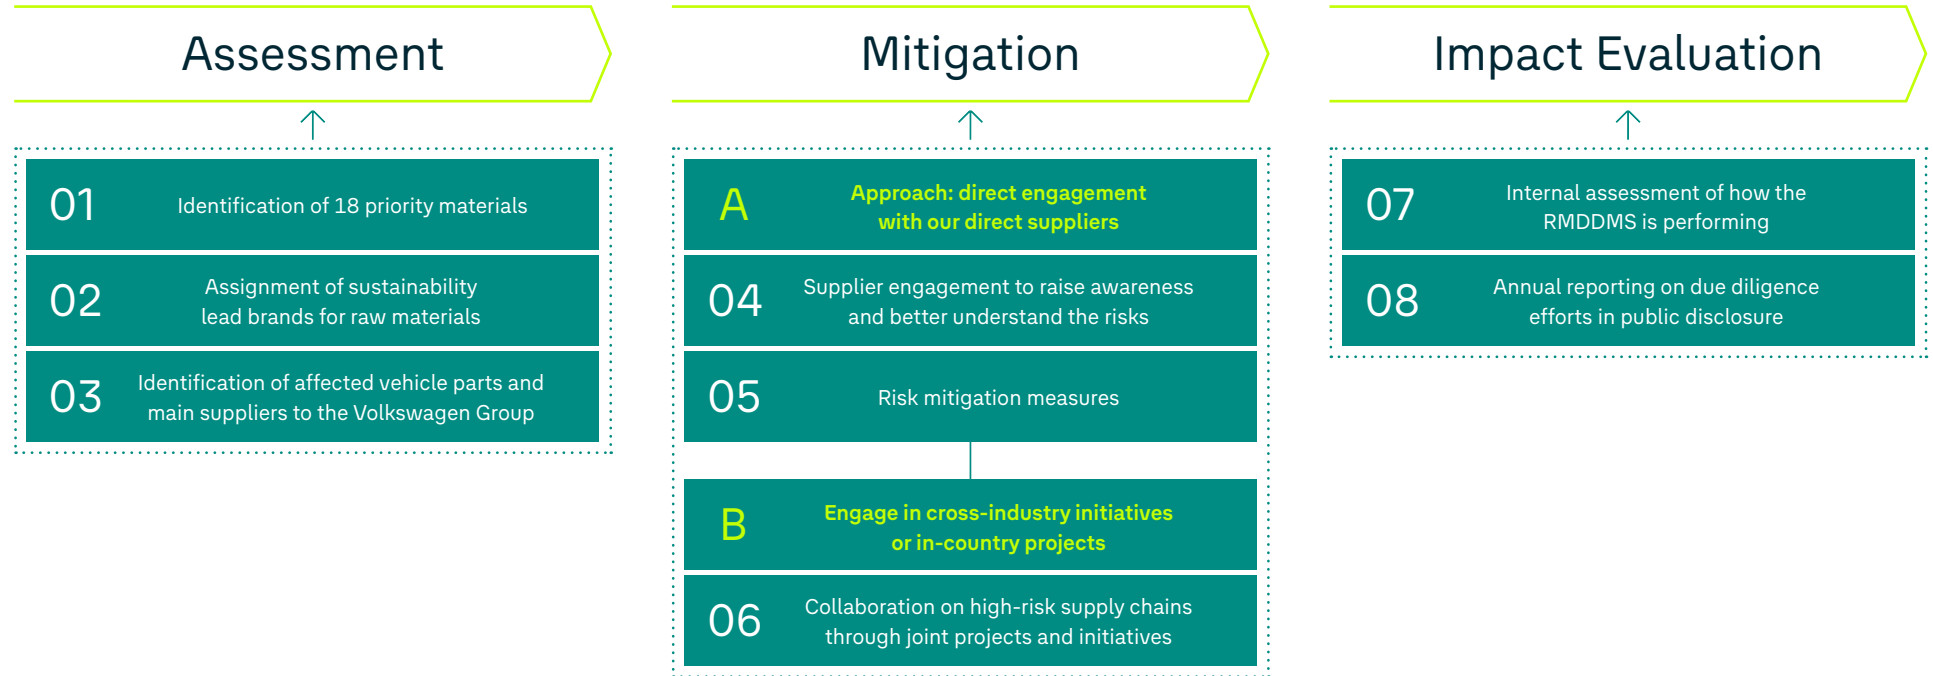 Assessment
01
Identification of 18 priority materials
02
Assignment of sustainability
lead brands for raw materials
03
Identification of affected vehicle parts and
main suppliers to the Volkswagen Group
Mitigation
A
Approach: direct engagement
with our direct suppliers
04
Supplier engagement to raise awareness
and better understand the risks
05
Risk mitigation measures
B
Engage in cross-industry initiatives
or in-country projects
06
Collaboration on high-risk supply chains
through joint projects and initiatives
Impact Evaluation
07
Internal assessment of how the
RMDDMS is performing
08
Annual reporting on due diligence
efforts in public disclosure